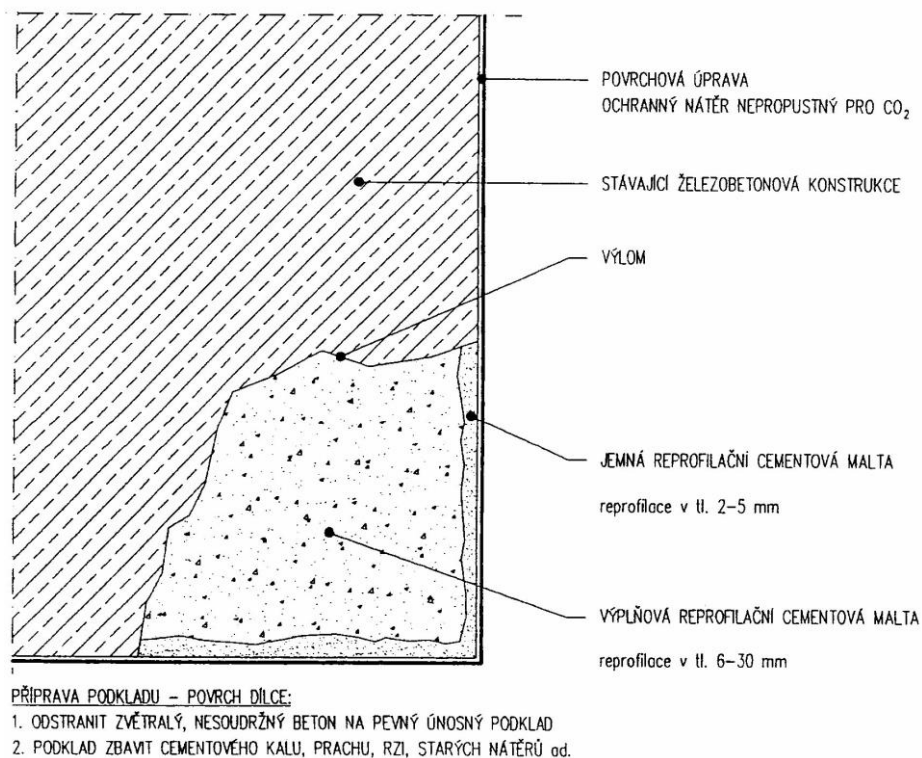 POVRCHOVÁ ÚPRAVA
OCHRANNÝ NÁTĚR NEPROPUSTNÝ PRO CO₂
STÁVAJÍCÍ ŽELEZOBETONOVÁ KONSTRUKCE
VÝLOM
JEMNÁ REPROFILAČNÍ CEMENTOVÁ MALTA
reprofilace v tl. 2-5 mm
VÝPLŇOVÁ REPROFILAČNÍ CEMENTOVÁ MALTA
reprofilace v tl. 6-30 mm
PŘÍPRAVA PODKLADU - POVRCH DÍLCE:
1. ODSTRANIT ZVĚTRALÝ, NESOUDRŽNÝ BETON NA PEVNÝ ÚNOSNÝ PODKLAD
2. PODKLAD ZBAVIT CEMENTOVÉHO KALU, PRACHU, RZI, STARÝCH NÁTĚRŮ ad.